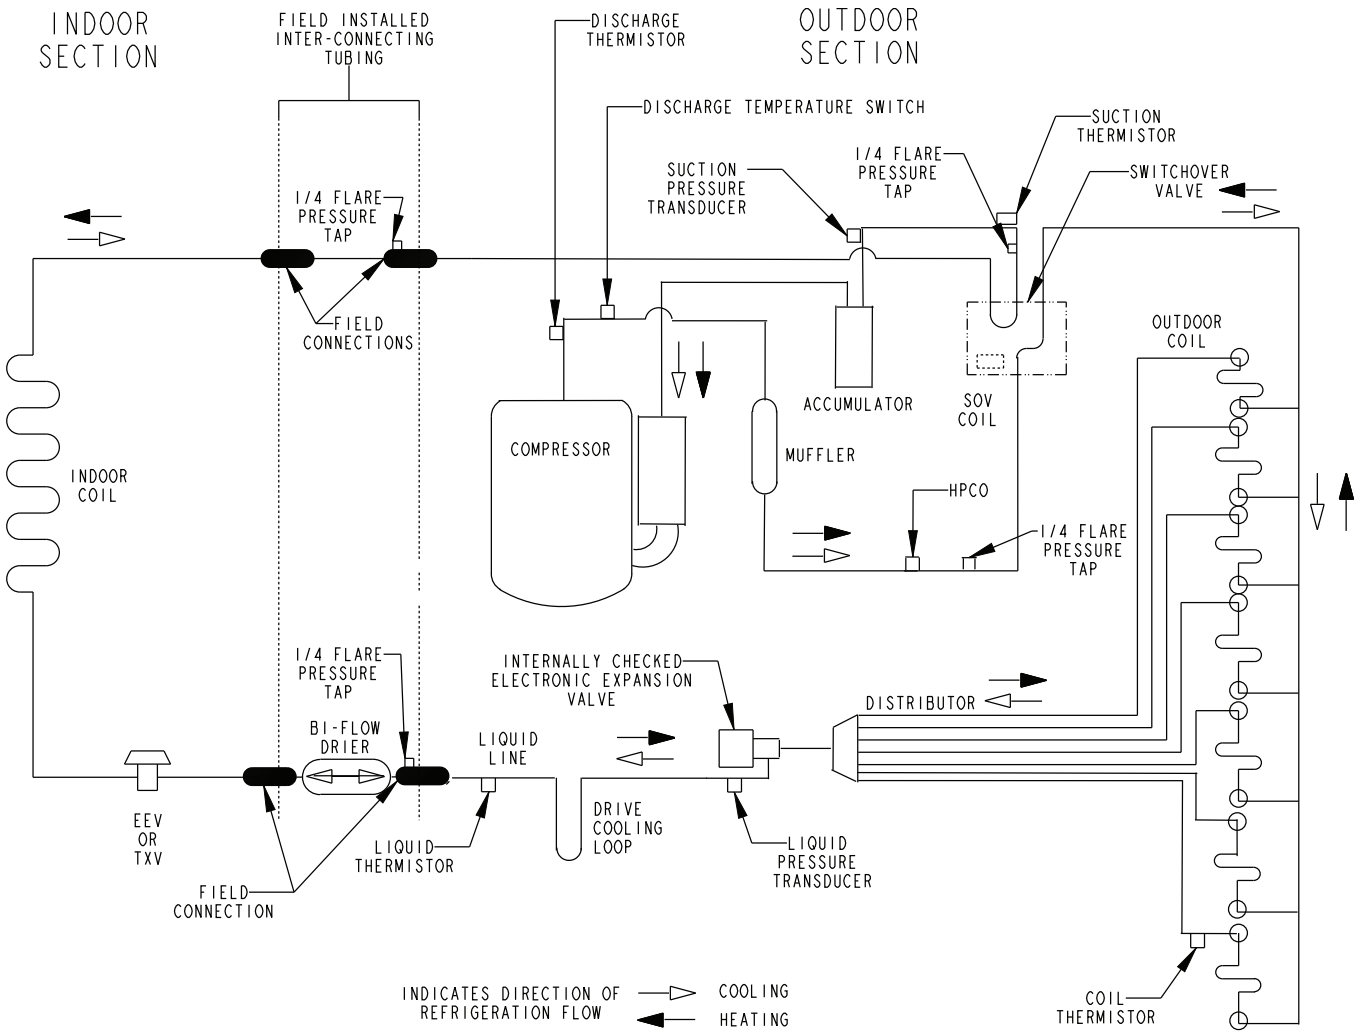 INDOOR
SECTION
FIELD INSTALLED
INTER-CONNECTING
TUBING
DISCHARGE
THERMISTOR
OUTDOOR
SECTION
DISCHARGE TEMPERATURE SWITCH
SUCTION
THERMISTOR
1/4 FLARE
PRESSURE
TAP
SUCTION
PRESSURE
TRANSDUCER
SWITCHOVER
VALVE
1/4 FLARE
PRESSURE
TAP
FIELD
CONNECTIONS
OUTDOOR
COIL
ACCUMULATOR
SOV
COIL
COMPRESSOR
MUFFLER
INDOOR
COIL
HPCO
1/4 FLARE
PRESSURE
TAP
1/4 FLARE
PRESSURE
TAP
INTERNALLY CHECKED
ELECTRONIC EXPANSION
VALVE
DISTRIBUTOR
BI-FLOW
DRIER
LIQUID
LINE
EEV
OR
TXV
DRIVE
COOLING
LOOP
LIQUID
THERMISTOR
LIQUID
PRESSURE
TRANSDUCER
FIELD
CONNECTION
COIL
THERMISTOR
INDICATES DIRECTION OF
REFRIGERATION FLOW
COOLING
HEATING